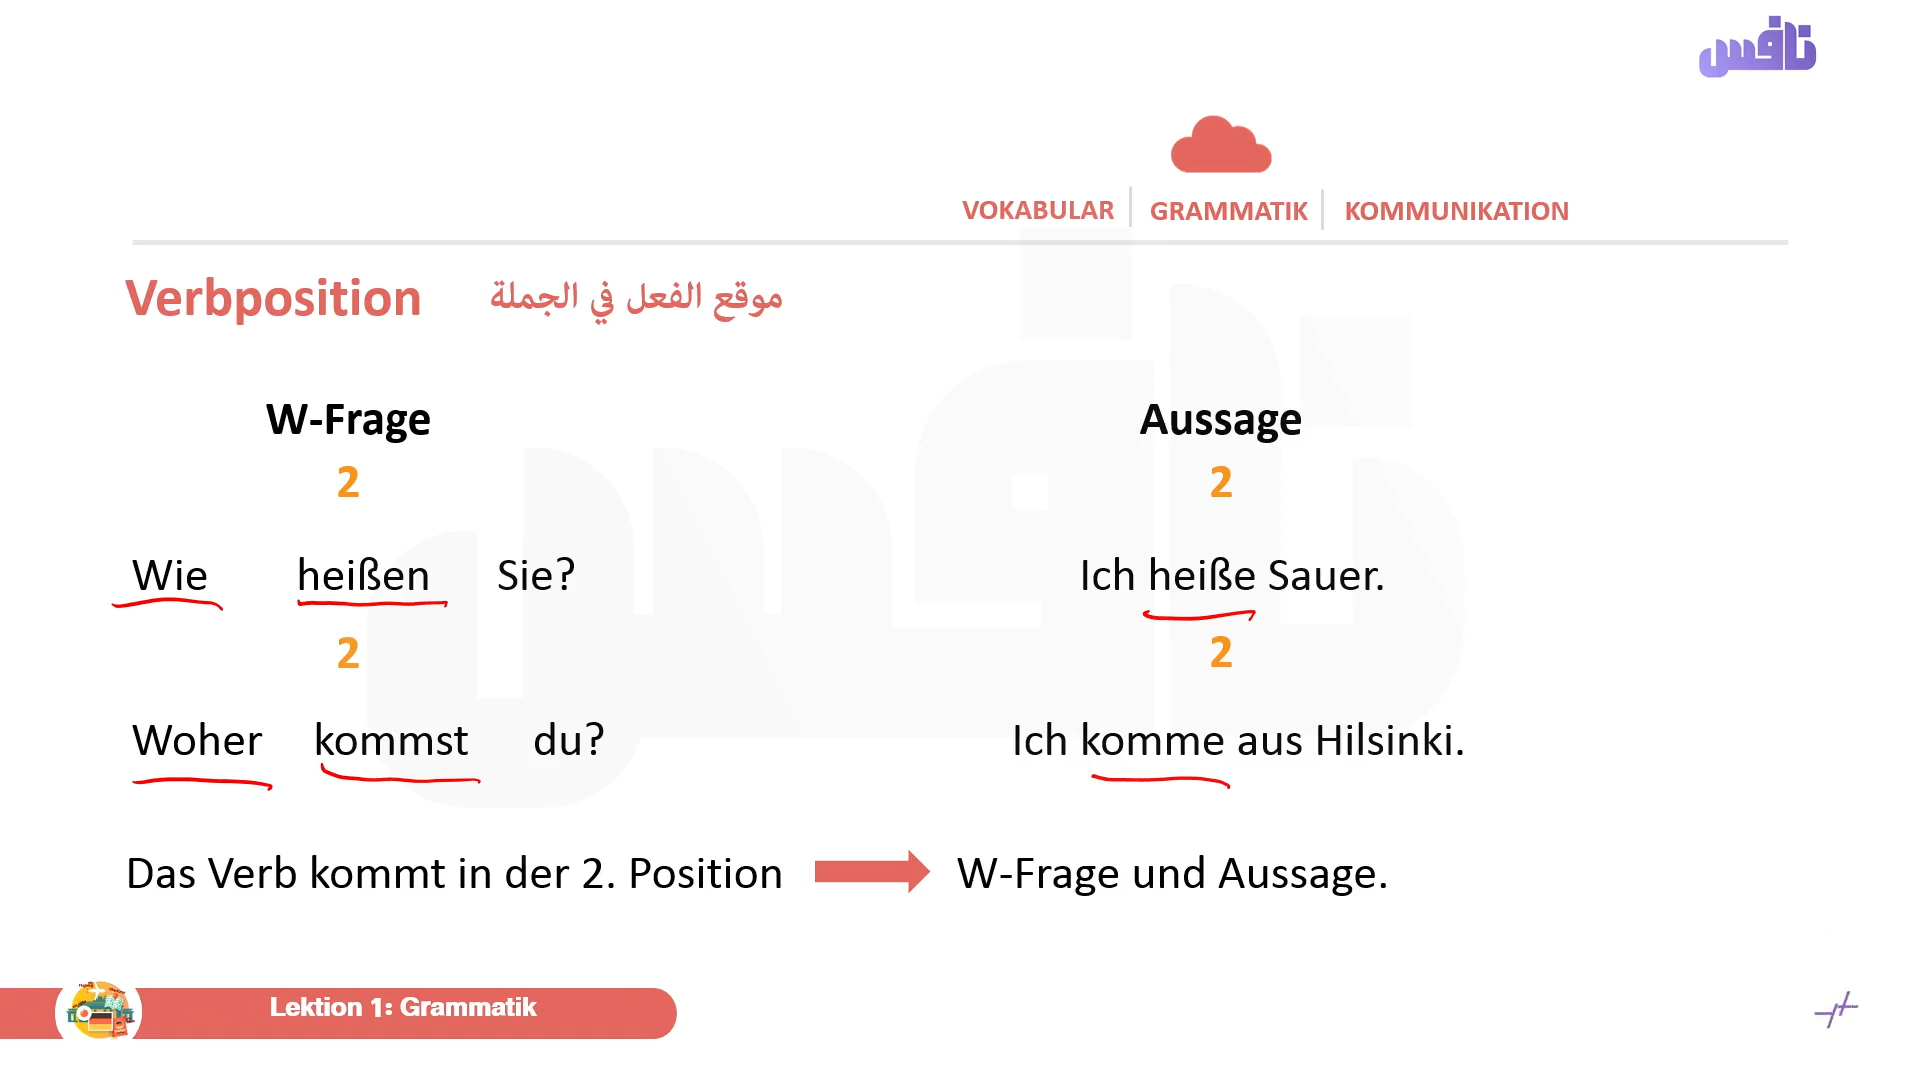 نافس
VOKABULAR GRAMMATIK KOMMUNIKATION
Verbposition موقع الفعل في الجملة
W-Frage Aussage
2 2
Wie heißen Sie? Ich heiße Sauer.
2 2
Woher kommst du? Ich komme aus Hilsinki.
Das Verb kommt in der 2. Position W-Frage und Aussage.
Lektion 1: Grammatik